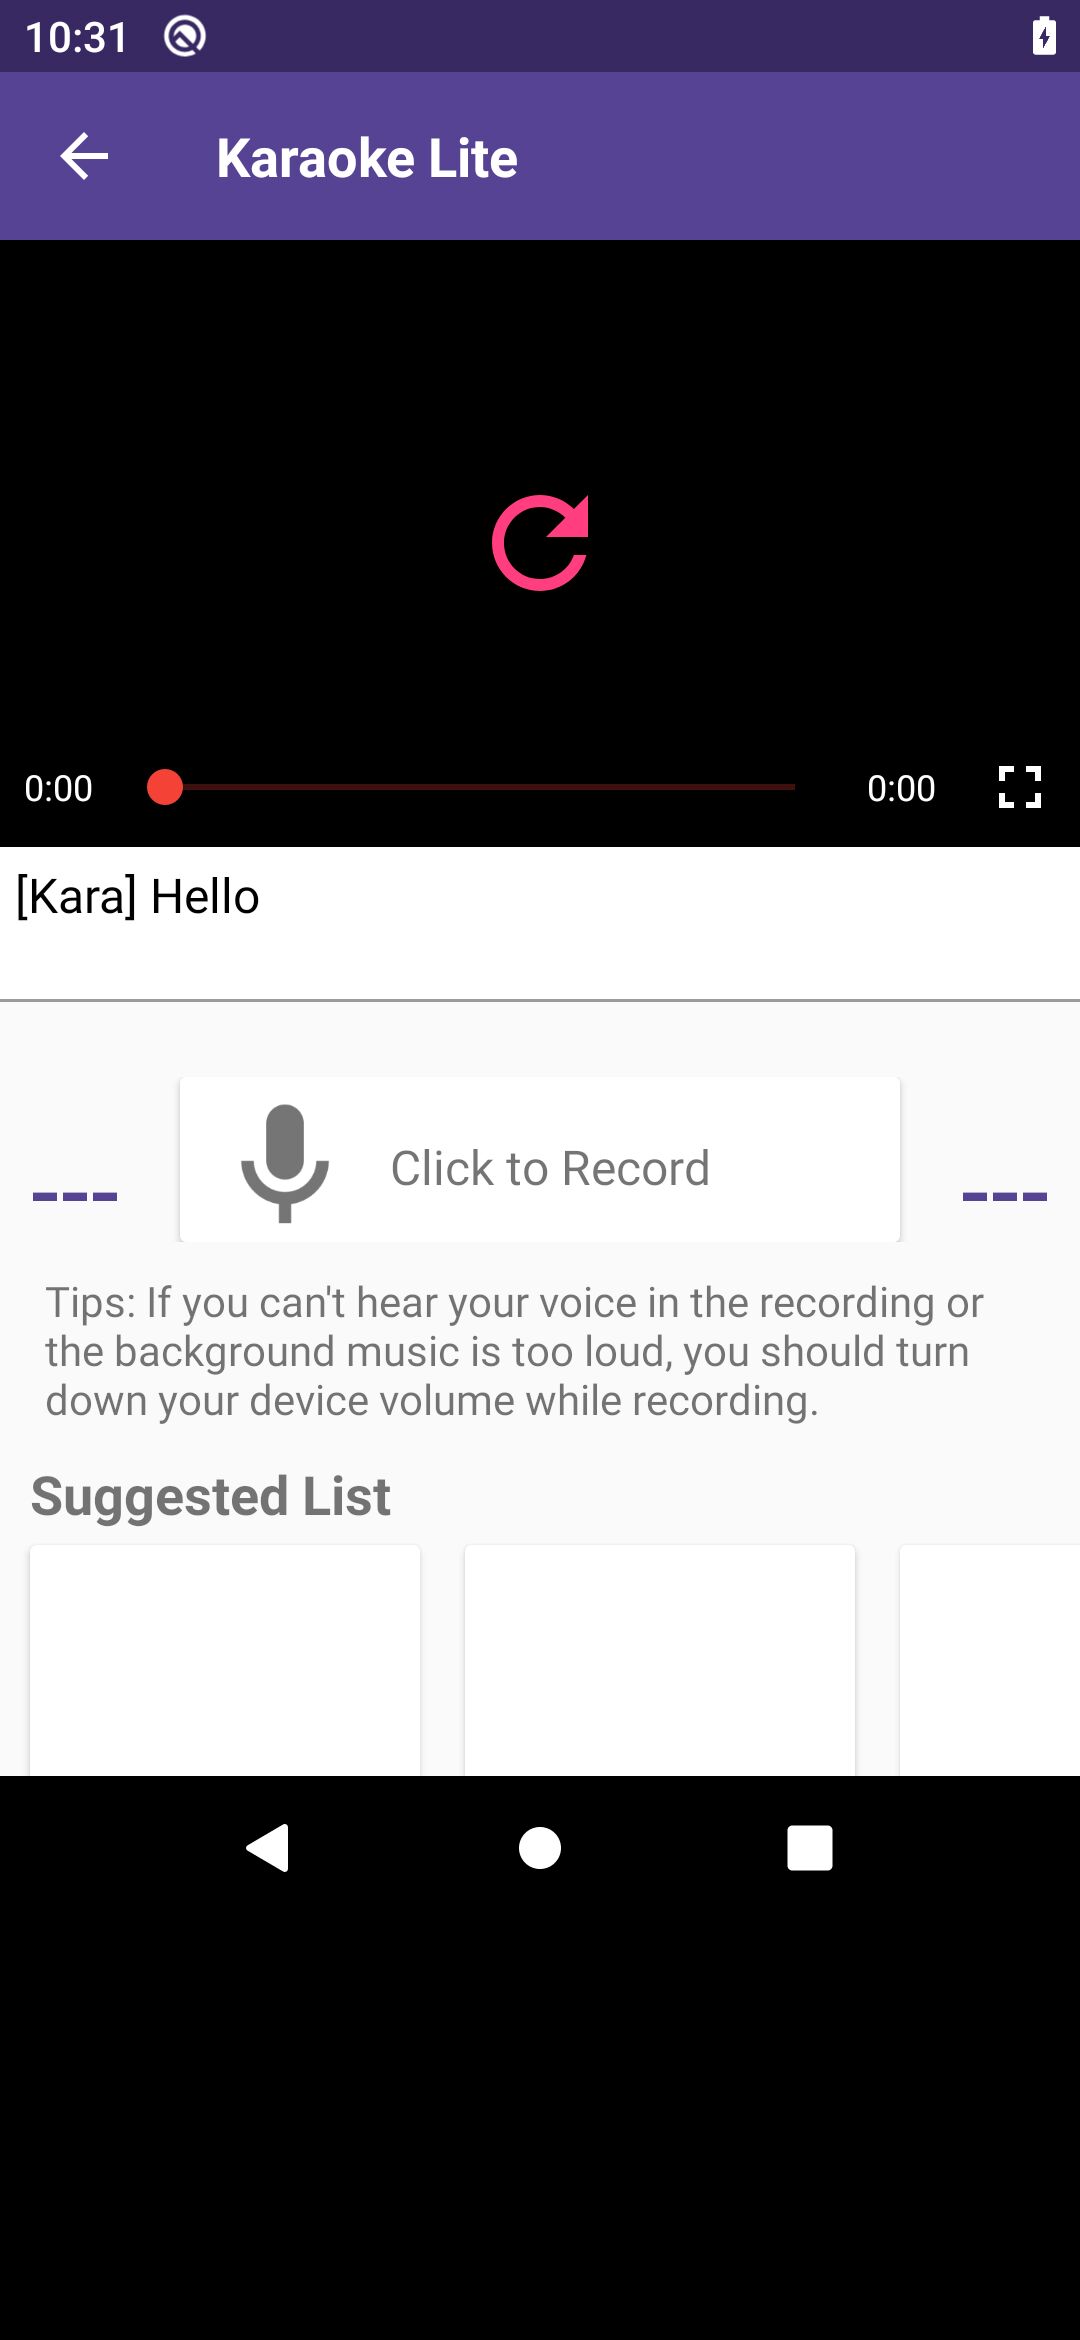 10:31
Karaoke Lite
0:00
0:00
[Kara] Hello
---
Click to Record
---
Tips: If you can't hear your voice in the recording or
the background music is too loud, you should turn
down your device volume while recording.
Suggested List